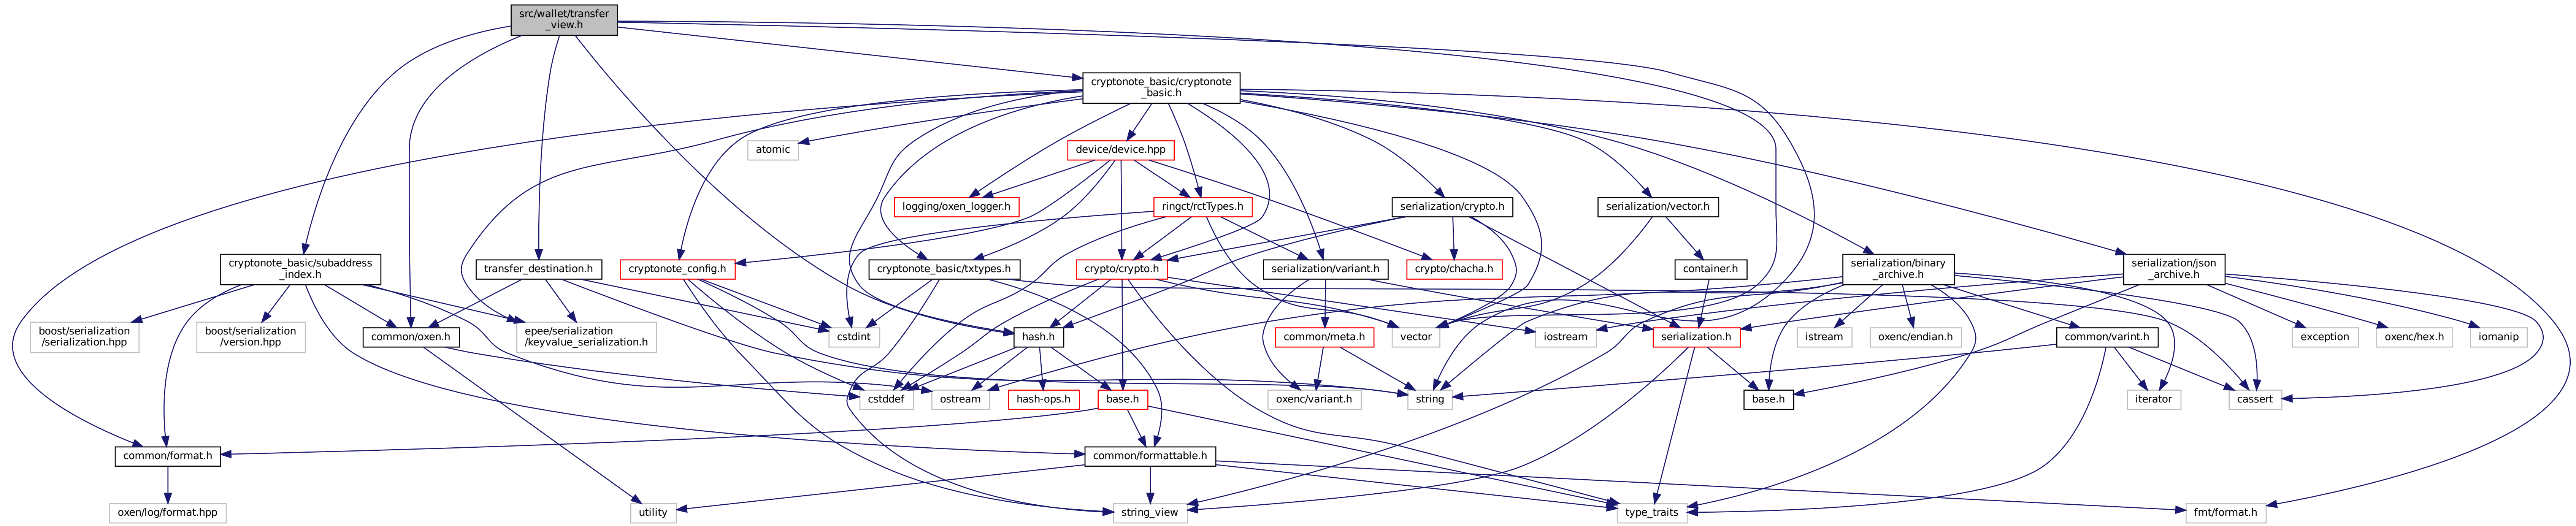 src/wallet/transfer
_view.h
cryptonote_basic/cryptonote
_basic.h
atomic
device/device.hpp
logging/oxen_logger.h
ringct/rctTypes.h
serialization/crypto.h
serialization/vector.h
cryptonote_basic/subaddress
_index.h
transfer_destination.h
cryptonote_config.h
cryptonote_basic/txtypes.h
crypto/crypto.h
serialization/variant.h
crypto/chacha.h
container.h
serialization/binary
_archive.h
serialization/json
_archive.h
boost/serialization
/serialization.hpp
boost/serialization
/version.hpp
common/oxen.h
epee/serialization
/keyvalue_serialization.h
cstdint
hash.h
common/meta.h
vector
iostream
serialization.h
istream
oxenc/endian.h
common/varint.h
exception
oxenc/hex.h
iomanip
cstddef
ostream
hash-ops.h
base.h
oxenc/variant.h
string
base.h
iterator
cassert
common/format.h
common/formattable.h
oxen/log/format.hpp
utility
string_view
type_traits
fmt/format.h